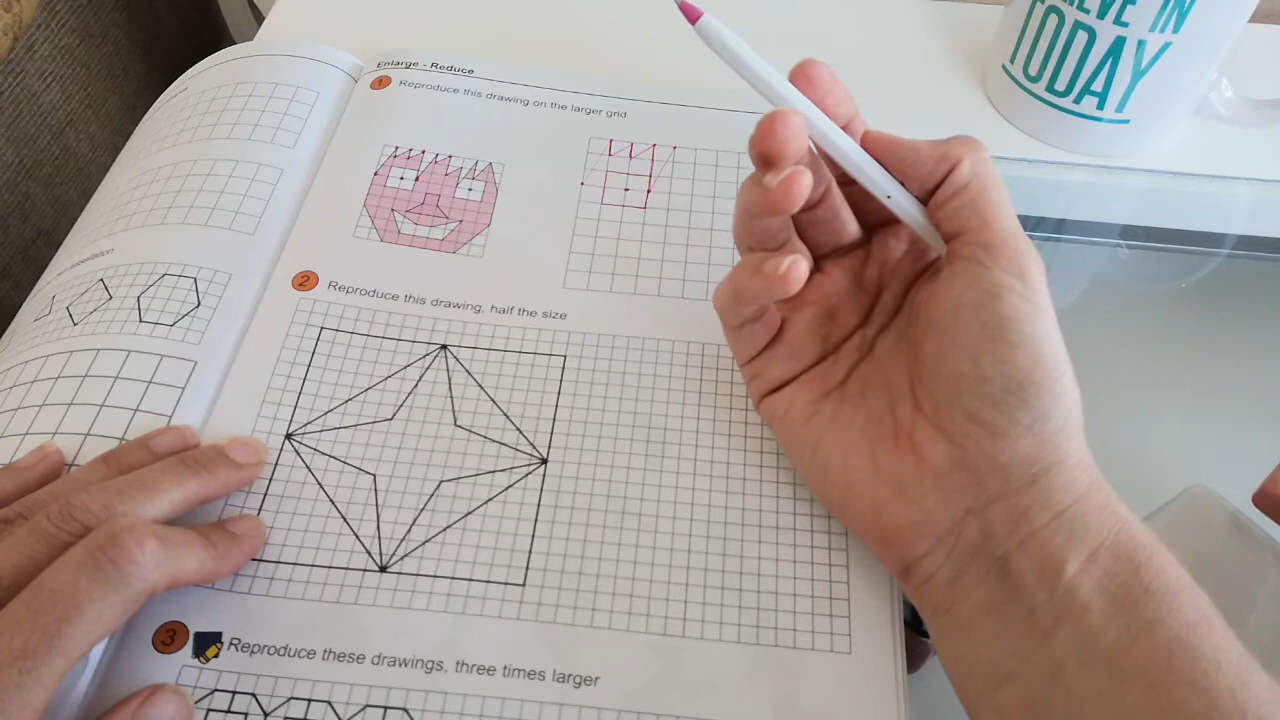 IN
TODAY
Enlarge - Reduce
1 Reproduce this drawing on the larger grid
2 Reproduce this drawing, half the size
3 Reproduce these drawings, three times larger